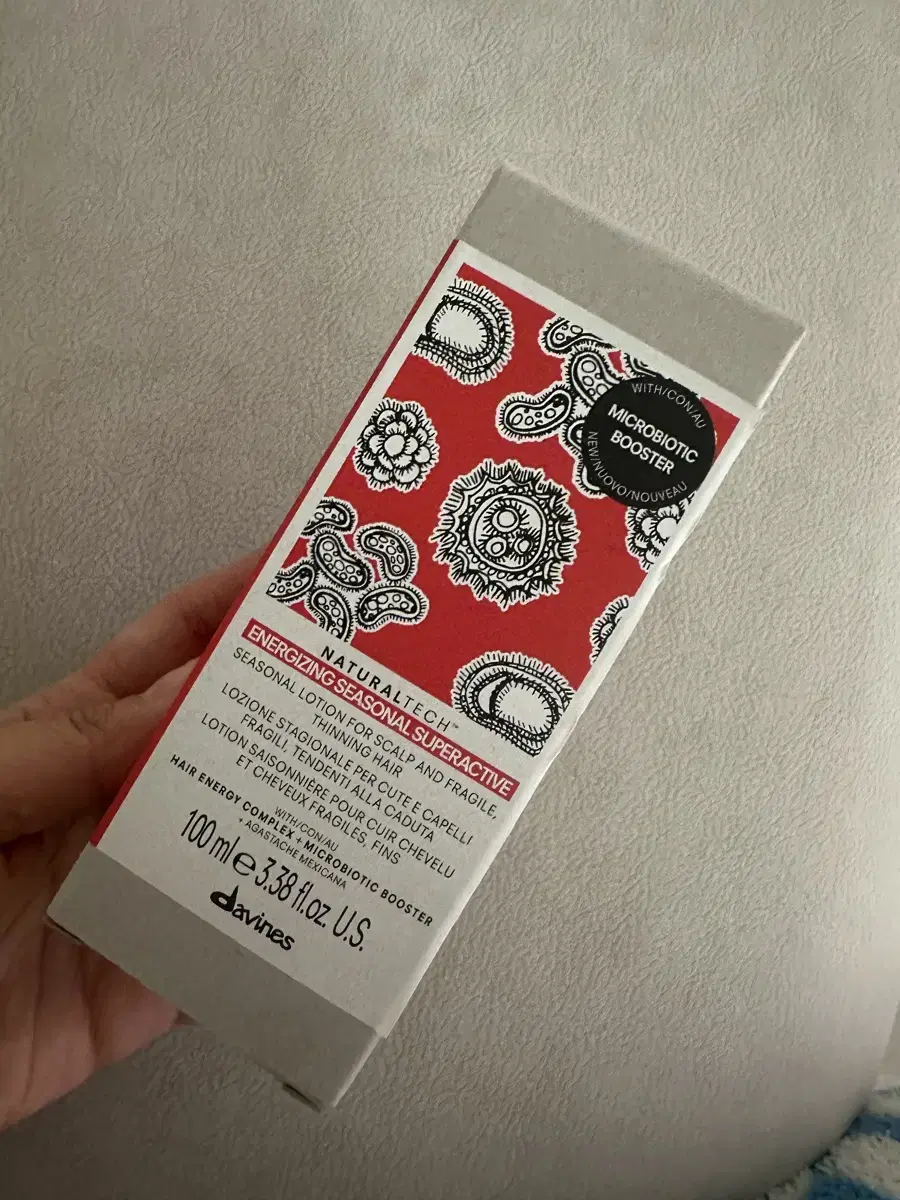 WITH/CON/AU
MICROBIOTIC
BOOSTER
NEW/NUOVO/NOUVEAU
NATURALTECH™
ENERGIZING SEASONAL SUPERACTIVE
SEASONAL LOTION FOR SCALP AND FRAGILE,
THINNING HAIR
LOZIONE STAGIONALE PER CUTE E CAPELLI
FRAGILI, TENDENTI ALLA CADUTA
LOTION SAISONNIÈRE POUR CUIR CHEVELU
ET CHEVEUX FRAGILES, FINS
WITH/CON/AU
HAIR ENERGY COMPLEX + MICROBIOTIC BOOSTER
+ AGASTACHE MEXICANA
100 ml e 3.38 fl.oz. U.S.
davines